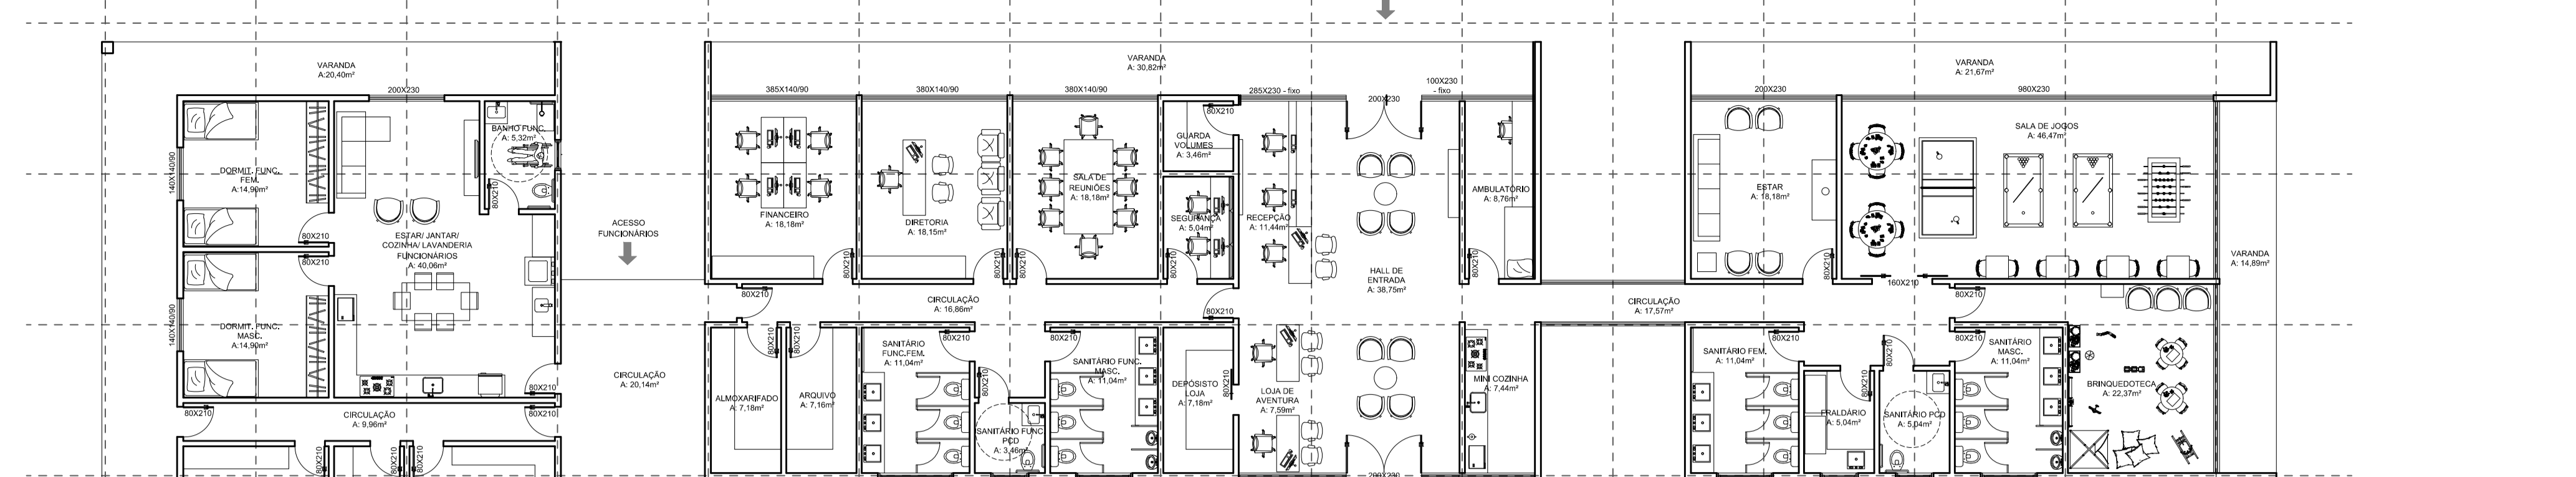 VARANDA
A:20,40m²
200X230
BANHO FUNC.
A: 5,32m²
140X140/90
DORMIT. FUNC.
FEM.
A:14,90m²
80X210
80X210
ESTAR/ JANTAR/
COZINHA/ LAVANDERIA
FUNCIONÁRIOS
A: 40,06m²
80X210
140X140/90
DORMIT. FUNC.
MASC.
A:14,90m²
80X210
80X210
80X210
CIRCULAÇÃO
A: 9,96m²
80X210
80X210
80X210
ACESSO
FUNCIONÁRIOS
CIRCULAÇÃO
A: 20,14m²
VARANDA
A: 30,82m²
385X140/90
380X140/90
380X140/90
285X230 - fixo
200X230
100X230
- fixo
FINANCEIRO
A: 18,18m²
80X210
DIRETORIA
A: 18,15m²
80X210
SALA DE
REUNIÕES
A: 18,18m²
80X210
80X210
GUARDA
VOLUMES
A: 3,46m²
SEGURANÇA
A: 5,04m²
80X210
RECEPÇÃO
A: 11,44m²
HALL DE
ENTRADA
A: 38,75m²
AMBULATÓRIO
A: 8,76m²
80X210
80X210
CIRCULAÇÃO
A: 16,86m²
80X210
80X210
80X210
ALMOXARIFADO
A: 7,18m²
ARQUIVO
A: 7,16m²
SANITÁRIO
FUNC.FEM.
A: 11,04m²
80X210
80X210
80X210
SANITÁRIO FUNC.
PCD
A: 3,46m²
SANITÁRIO FUNC.
MASC.
A: 11,04m²
DEPÓSISTO
LOJA
A: 7,18m²
80X210
LOJA DE
AVENTURA
A: 7,59m²
200X230
MINI COZINHA
A: 7,44m²
CIRCULAÇÃO
A: 17,57m²
VARANDA
A: 21,67m²
200X230
980X230
ESTAR
A: 18,18m²
80X210
SALA DE JOGOS
A: 46,47m²
160X210
VARANDA
A: 14,89m²
80X210
SANITÁRIO FEM.
A: 11,04m²
80X210
80X210
80X210
FRALDÁRIO
A: 5,04m²
SANITÁRIO PCD
A: 5,04m²
SANITÁRIO
MASC.
A: 11,04m²
BRINQUEDOTECA
A: 22,37m²